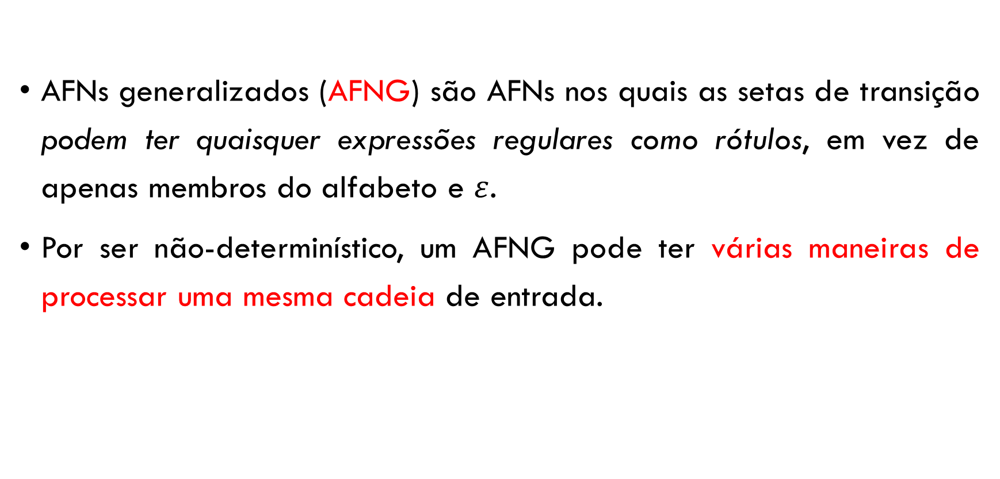 • AFNs generalizados (AFNG) são AFNs nos quais as setas de transição
podem ter quaisquer expressões regulares como rótulos, em vez de
apenas membros do alfabeto e ε.
• Por ser não-determinístico, um AFNG pode ter várias maneiras de
processar uma mesma cadeia de entrada.